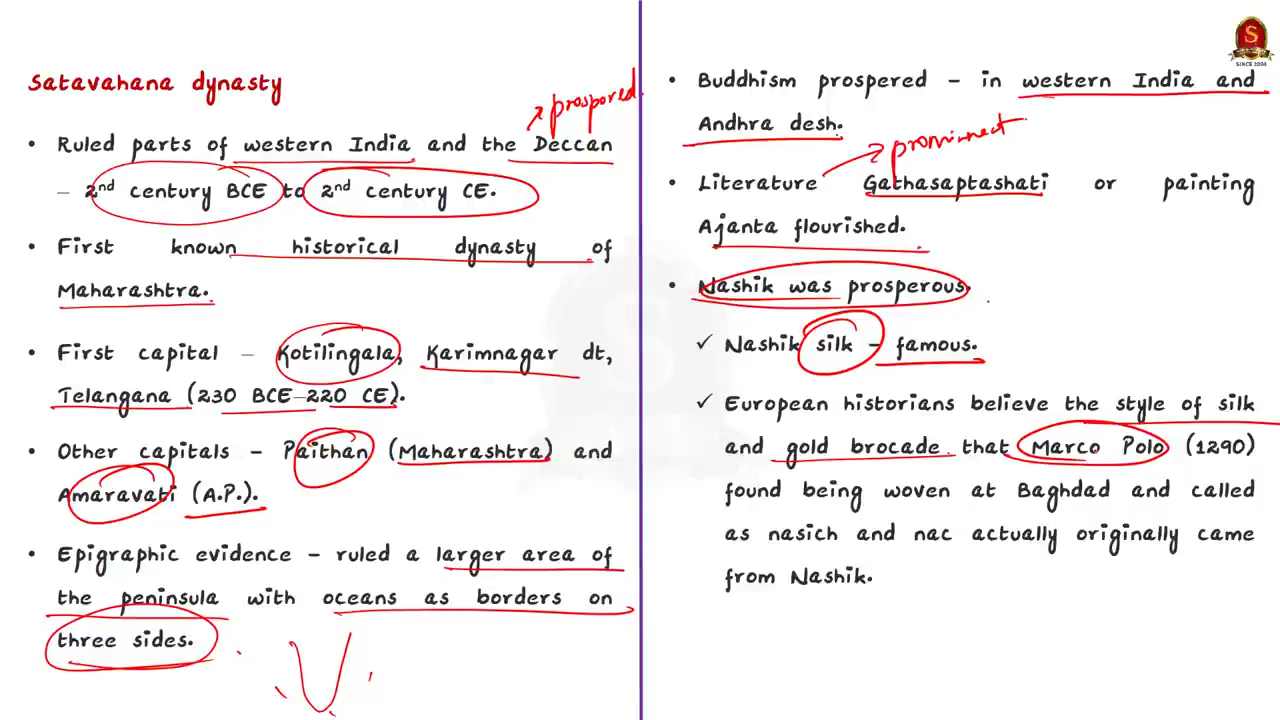 Satavahana dynasty
prospored
• Ruled parts of western India and the Deccan
– 2nd century BCE to 2nd century CE.
• First known historical dynasty of
Maharashtra.
• First capital – Kotilingala, Karimnagar dt,
Telangana (230 BCE–220 CE).
• Other capitals – Paithan (Maharashtra) and
Amaravati (A.P.).
• Epigraphic evidence – ruled a larger area of
the peninsula with oceans as borders on
three sides.
• Buddhism prospered – in western India and
Andhra desh.
prominent
• Literature Gathasaptashati or painting
Ajanta flourished.
• Nashik was prosperous.
✓ Nashik silk – famous.
✓ European historians believe the style of silk
and gold brocade that Marco Polo (1290)
found being woven at Baghdad and called
as nasich and nac actually originally came
from Nashik.
S
SINCE 2004